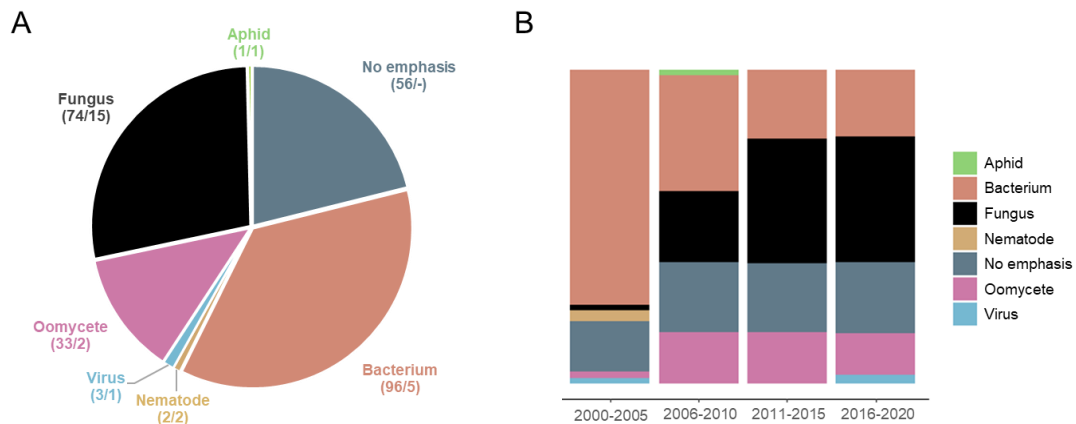 A
Aphid
(1/1)
No emphasis
(56/-)
Fungus
(74/15)
Oomycete
(33/2)
Virus
(3/1)
Nematode
(2/2)
Bacterium
(96/5)
B
2000-2005
2006-2010
2011-2015
2016-2020
Aphid
Bacterium
Fungus
Nematode
No emphasis
Oomycete
Virus